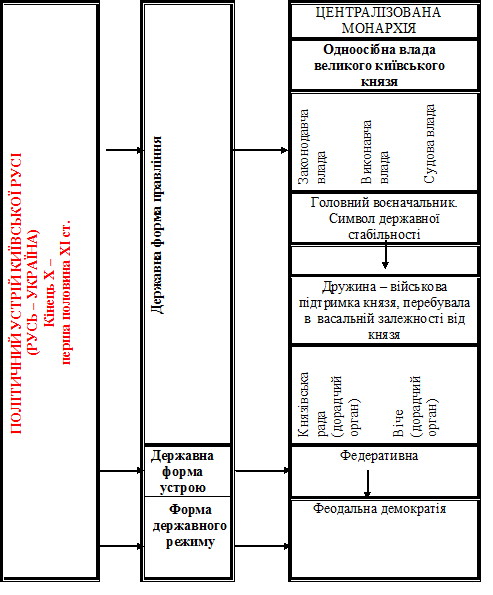 ПОЛІТИЧНИЙ УСТРІЙ КИЇВСЬКОЇ РУСІ
(РУСЬ – УКРАЇНА)
Кінець X –
перша половина XI ст.
Державна форма правління
Державна
форма
устрою
Форма
державного
режиму
ЦЕНТРАЛІЗОВАНА
МОНАРХІЯ
Одноосібна влада
великого київського
князя
Законодавча
влада
Виконавча
влада
Судова влада
Головний воєначальник.
Символ державної
стабільності
Дружина – військова
підтримка князя, перебувала
в васальній залежності від
князя
Князівська
рада
(дорадчий
орган)
Віче
(дорадчий
орган)
Федеративна
Феодальна демократія